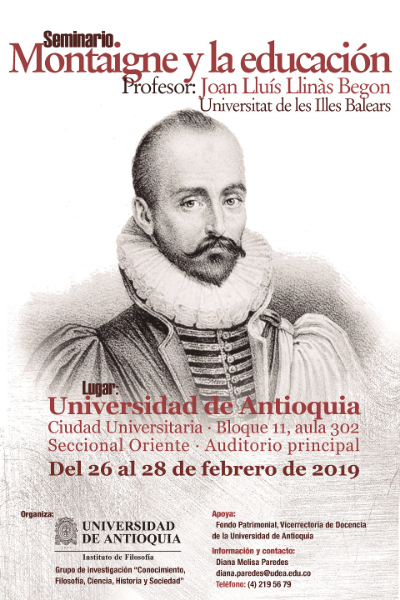 Seminario
Montaigne y la educación
Profesor: Joan Lluís Llinàs Begon
Universitat de les Illes Balears
Lugar:
Universidad de Antioquia
Ciudad Universitaria · Bloque 11, aula 302
Seccional Oriente · Auditorio principal
Del 26 al 28 de febrero de 2019
Organiza:
UNIVERSIDAD
DE ANTIOQUIA
Instituto de Filosofía
Grupo de investigación “Conocimiento,
Filosofía, Ciencia, Historia y Sociedad”
Apoya:
Fondo Patrimonial, Vicerrectoría de Docencia
de la Universidad de Antioquia
Información y contacto:
Diana Melisa Paredes
diana.paredes@udea.edu.co
Teléfono: (4) 219 56 79